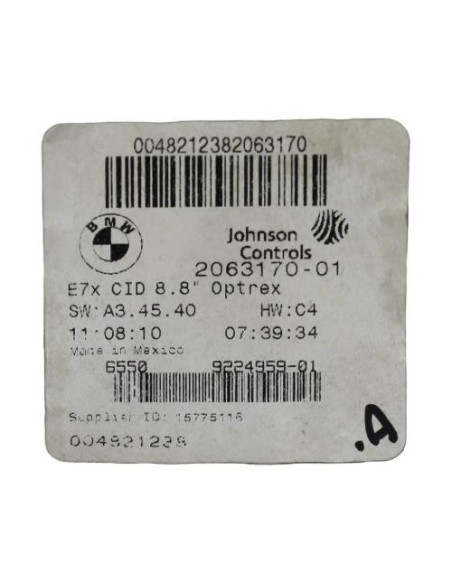 0048212382063170
BMW
Johnson
Controls
2063170-01
E7x CID 8.8" Optrex
SW:A3.45.40 HW:C4
11:08:10 07:39:34
Made in Mexico
6550 9224959-01
Supplier ID: 15775116
004821238
.A